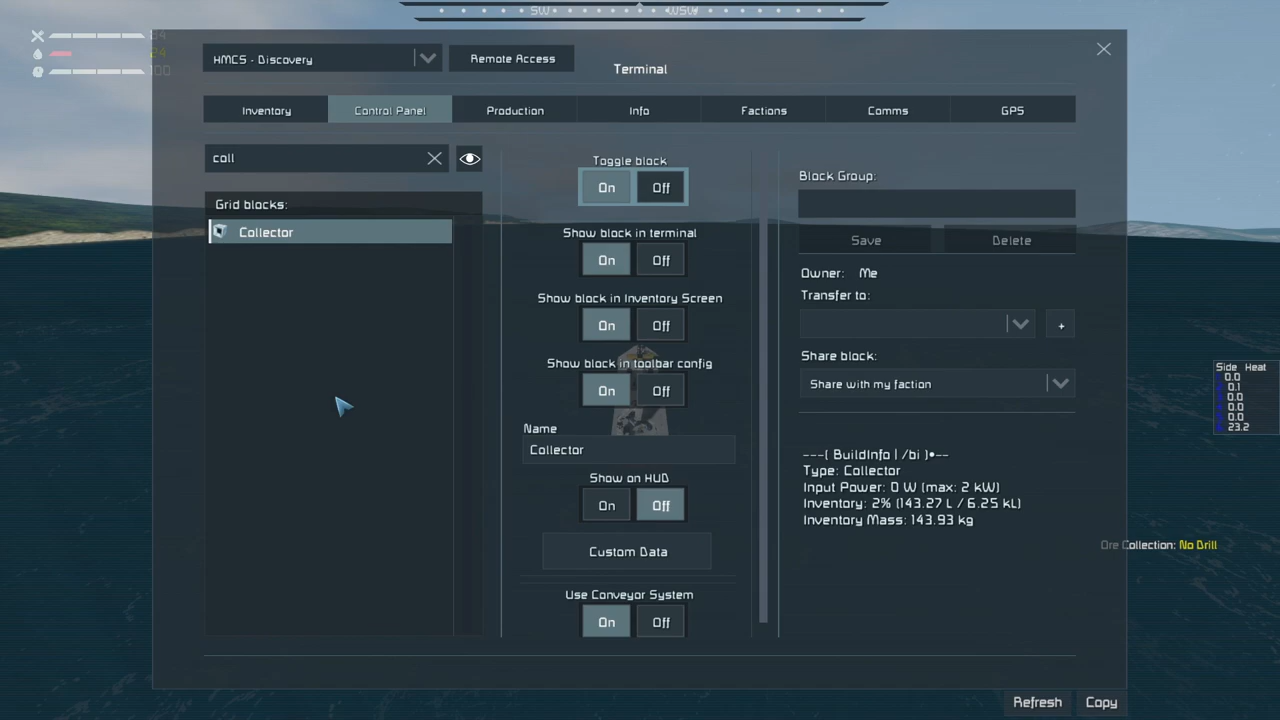 SW WSW
84
24
100
HMCS - Discovery
Remote Access
Terminal
Inventory
Control Panel
Production
Info
Factions
Comms
GPS
coll
Grid blocks:
Collector
Toggle block
On Off
Show block in terminal
On Off
Show block in Inventory Screen
On Off
Show block in toolbar config
On Off
Name
Collector
Show on HUD
On Off
Custom Data
Use Conveyor System
On Off
Block Group:
Save
Delete
Owner: Me
Transfer to:
+
Share block:
Share with my faction
---( BuildInfo | /bi )•--
Type: Collector
Input Power: 0 W (max: 2 kW)
Inventory: 2% (143.27 L / 6.25 kL)
Inventory Mass: 143.93 kg
Side Heat
0.0
0.1
0.0
0.0
0.0
23.2
Ore Collection: No Drill
Refresh
Copy